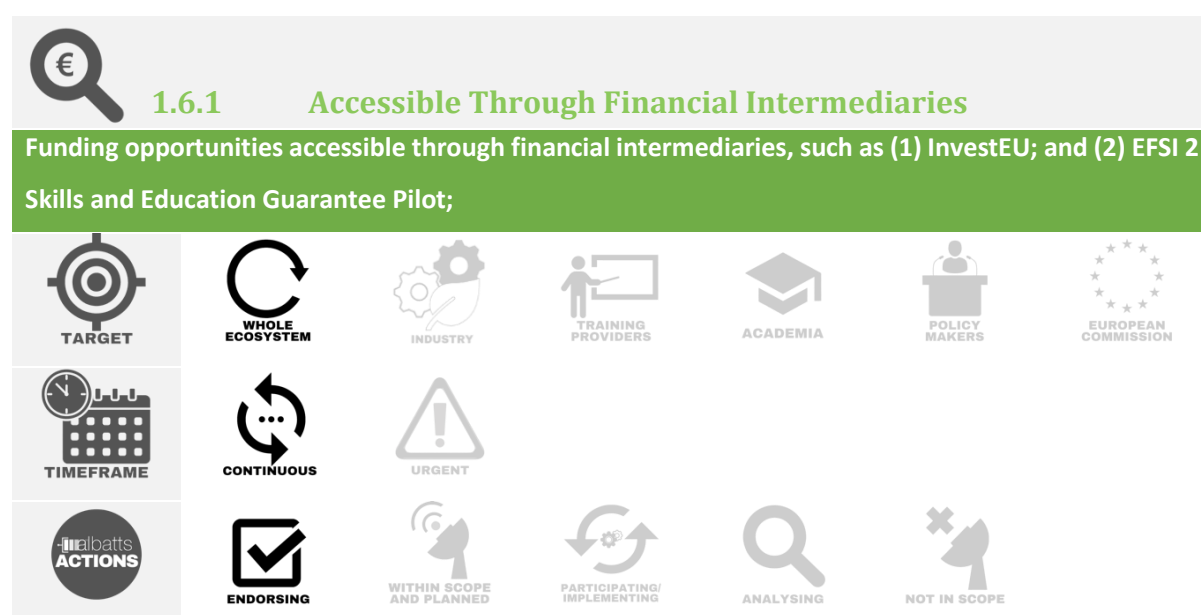 €
1.6.1 Accessible Through Financial Intermediaries
Funding opportunities accessible through financial intermediaries, such as (1) InvestEU; and (2) EFSI 2
Skills and Education Guarantee Pilot;
TARGET
WHOLE
ECOSYSTEM
INDUSTRY
TRAINING
PROVIDERS
ACADEMIA
POLICY
MAKERS
EUROPEAN
COMMISSION
TIMEFRAME
CONTINUOUS
URGENT
albatts
ACTIONS
ENDORSING
WITHIN SCOPE
AND PLANNED
PARTICIPATING/
IMPLEMENTING
ANALYSING
NOT IN SCOPE